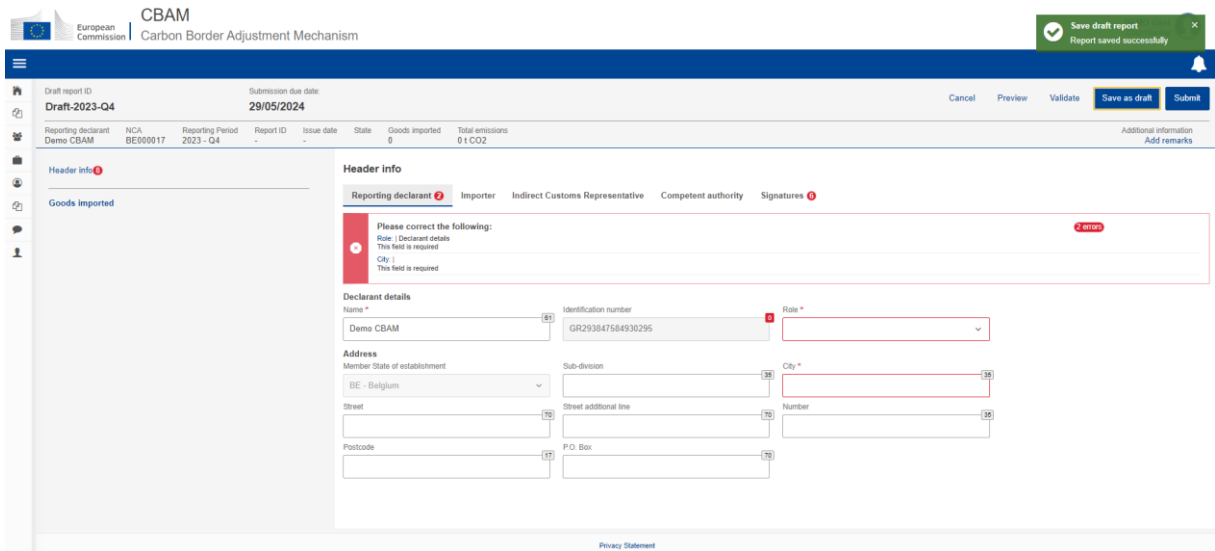 European
Commission
CBAM
Carbon Border Adjustment Mechanism
Save draft report
Report saved successfully
Draft report ID
Draft-2023-Q4
Submission due date:
29/05/2024
Cancel Preview Validate Save as draft Submit
Reporting declarant NCA Reporting Period Report ID Issue date State Goods imported Total emissions
Demo CBAM BE000017 2023 - Q4 - - 0 0 t CO2
Additional information
Add remarks
Header info
Goods imported
Header info
Reporting declarant 2 Importer Indirect Customs Representative Competent authority Signatures 6
Please correct the following:
2 errors
Role: | Declarant details
This field is required
City: |
This field is required
Declarant details
Name * 61 Identification number 0 Role *
Demo CBAM GR293847584930295
Address
Member State of establishment Sub-division 35 City * 35
BE - Belgium
Street 70 Street additional line 70 Number 35
Postcode 17 P.O. Box 70
Privacy Statement